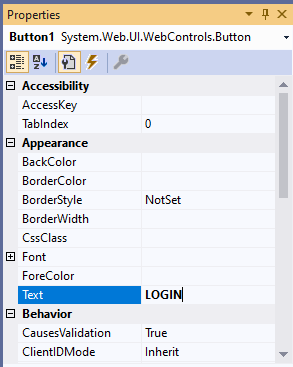 Properties
Button1 System.Web.UI.WebControls.Button
Accessibility
AccessKey
TabIndex 0
Appearance
BackColor
BorderColor
BorderStyle NotSet
BorderWidth
CssClass
Font
ForeColor
Text LOGIN
Behavior
CausesValidation True
ClientIDMode Inherit